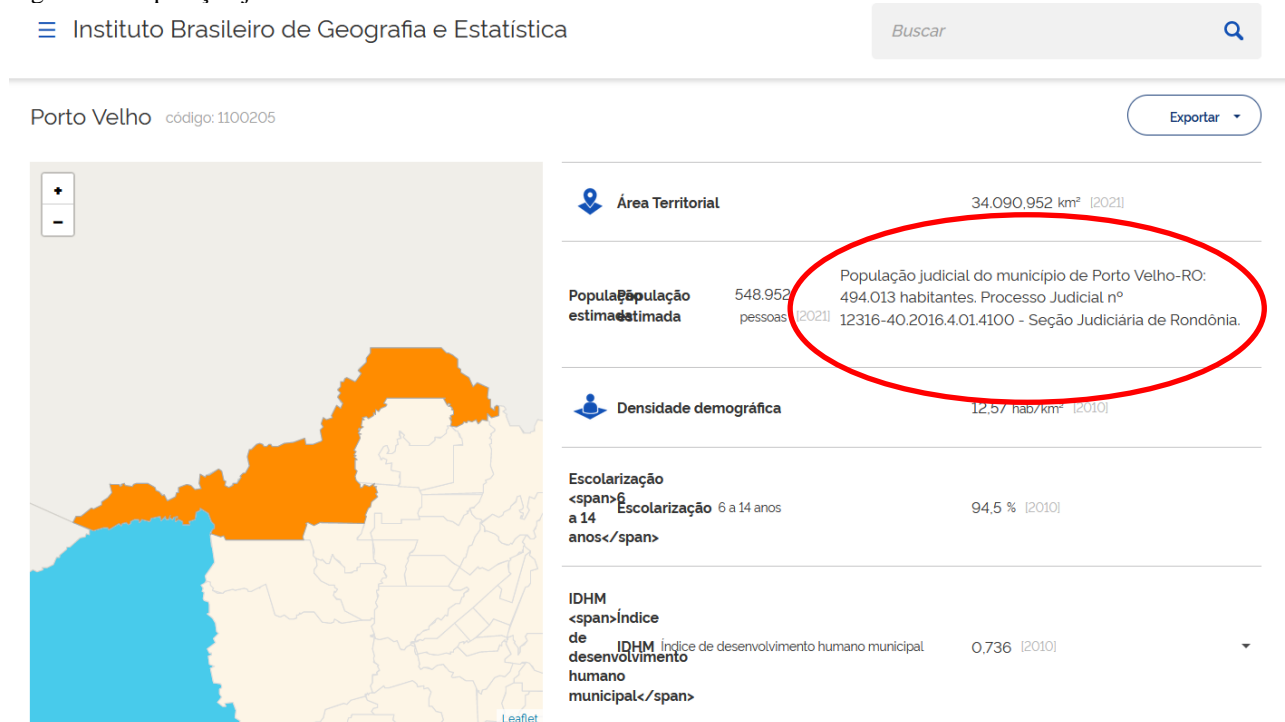 Instituto Brasileiro de Geografia e Estatística
Buscar
Porto Velho código: 1100205
Exportar
+
−
Área Territorial 34.090,952 km² [2021]
População estimada
População estimada
548.952 pessoas [2021]
População judicial do município de Porto Velho-RO:
494.013 habitantes. Processo Judicial nº
12316-40.2016.4.01.4100 - Seção Judiciária de Rondônia.
Densidade demográfica 12,57 hab/km² [2010]
Escolarização
<span>6
a 14
anos</span>
Escolarização 6 a 14 anos 94,5 % [2010]
IDHM
<span>Índice
de
desenvolvimento
humano
municipal</span>
IDHM Índice de desenvolvimento humano municipal 0,736 [2010]
Leaflet